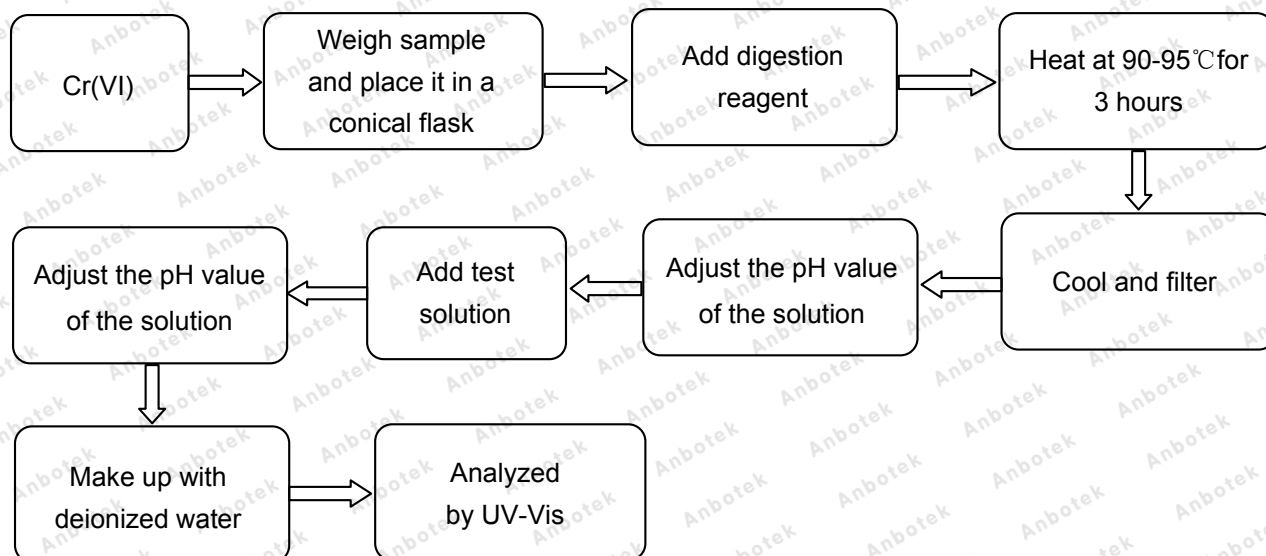 Cr(VI)
Weigh sample
and place it in a
conical flask
Add digestion
reagent
Heat at 90-95℃for
3 hours
Cool and filter
Adjust the pH value
of the solution
Add test
solution
Adjust the pH value
of the solution
Make up with
deionized water
Analyzed
by UV-Vis
Anbotek